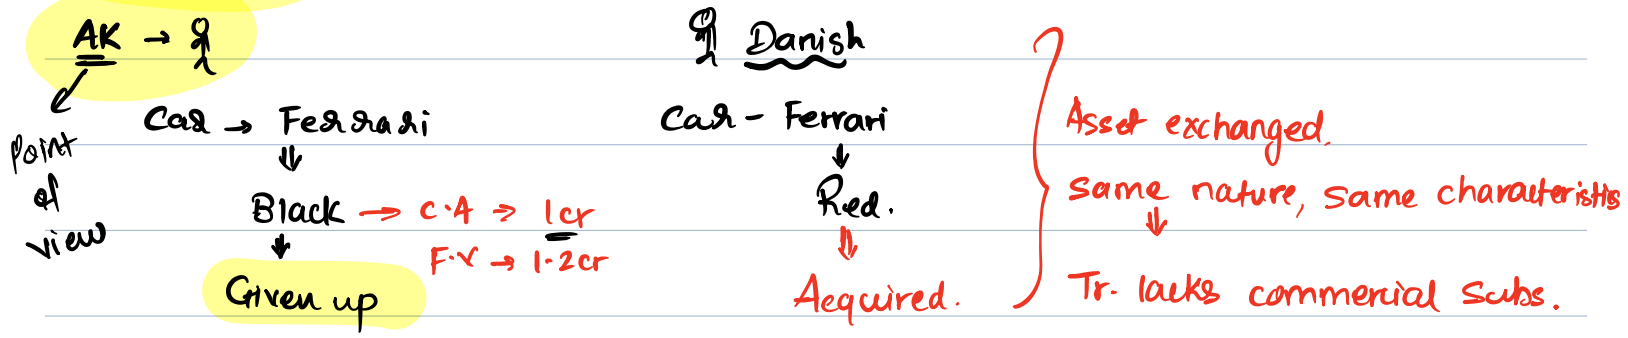 AK → Danish
Point of view
Car → Ferrari
Car - Ferrari
Asset exchanged.
Black → C.A → 1cr
F.V → 1.2cr
Red.
same nature, same characteristis
Given up
Acquired.
Tr. lacks commercial subs.